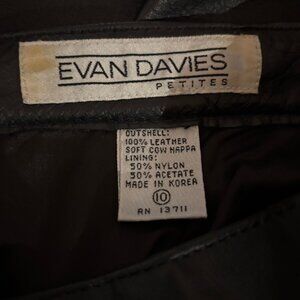 EVAN DAVIES
PETITES
OUTSHELL:
100% LEATHER
SOFT COW NAPPA
LINING:
50% NYLON
50% ACETATE
MADE IN KOREA
10
RN 13711